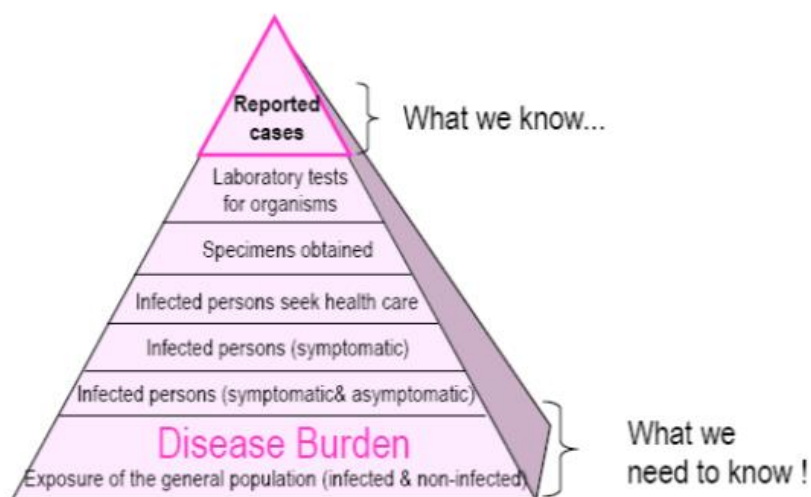 Reported
cases
What we know...
Laboratory tests
for organisms
Specimens obtained
Infected persons seek health care
Infected persons (symptomatic)
Infected persons (symptomatic& asymptomatic)
Disease Burden
Exposure of the general population (infected & non-infected)
What we
need to know !